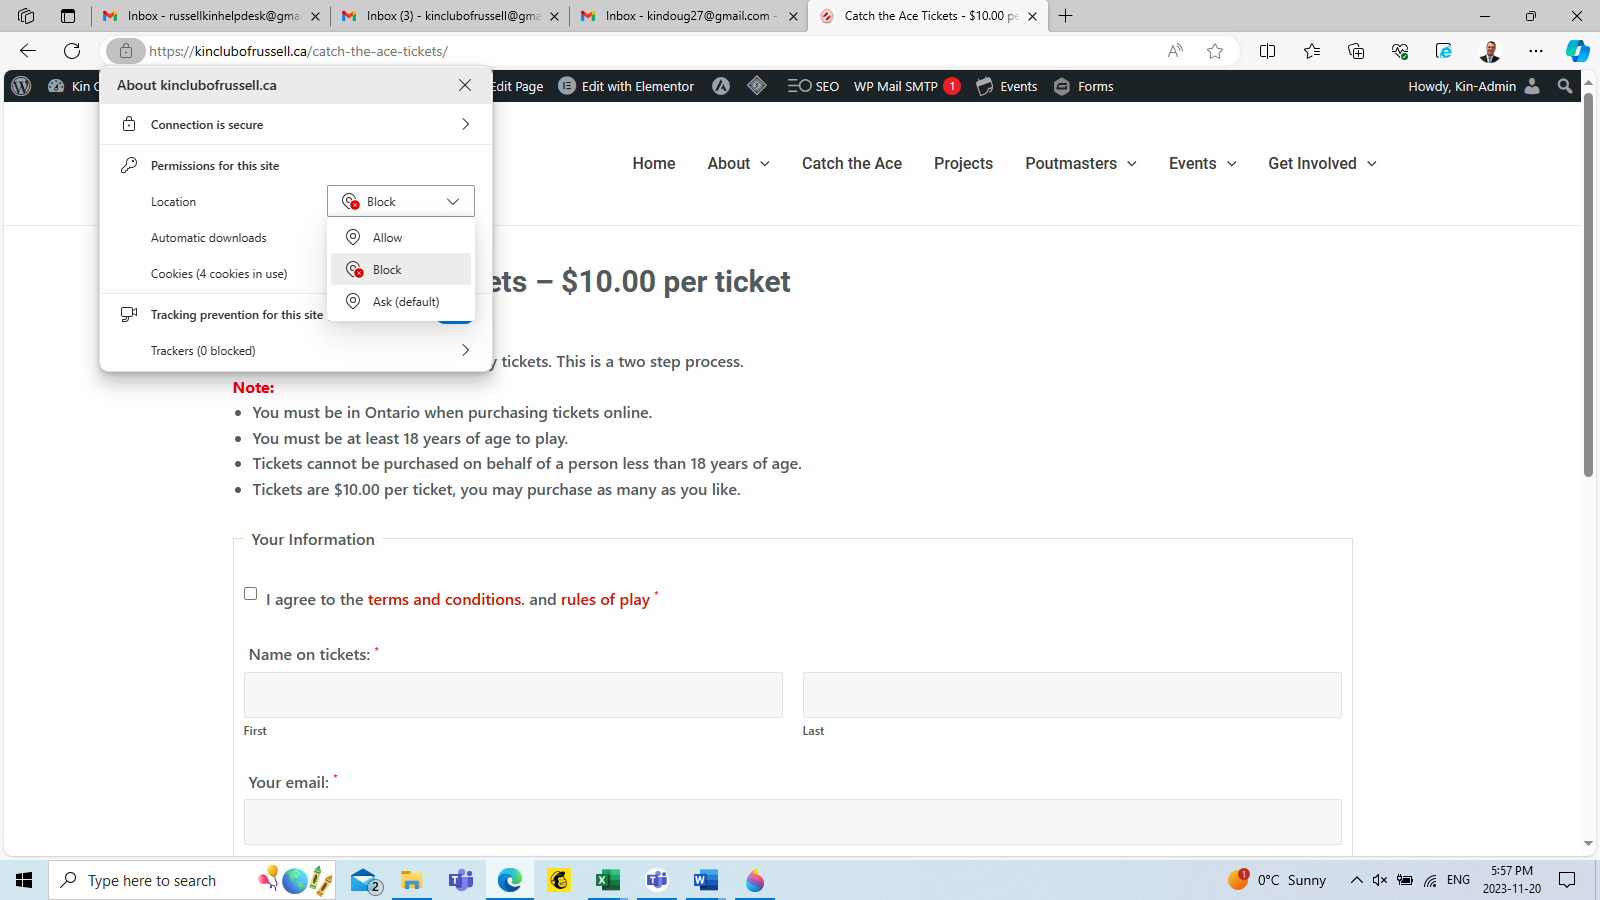 Inbox - russellkinhelpdesk@gma
Inbox (3) - kinclubofrussell@gma
Inbox - kindoug27@gmail.com -
Catch the Ace Tickets - $10.00 pe
https://kinclubofrussell.ca/catch-the-ace-tickets/
Kin C
Edit Page
Edit with Elementor
SEO
WP Mail SMTP 1
Events
Forms
Howdy, Kin-Admin
About kinclubofrussell.ca
Connection is secure
Permissions for this site
Location
Block
Automatic downloads
Allow
Cookies (4 cookies in use)
Block
Ask (default)
Tracking prevention for this site
Trackers (0 blocked)
Home
About
Catch the Ace
Projects
Poutmasters
Events
Get Involved
ets – $10.00 per ticket
y tickets. This is a two step process.
Note:
• You must be in Ontario when purchasing tickets online.
• You must be at least 18 years of age to play.
• Tickets cannot be purchased on behalf of a person less than 18 years of age.
• Tickets are $10.00 per ticket, you may purchase as many as you like.
Your Information
I agree to the terms and conditions. and rules of play *
Name on tickets: *
First
Last
Your email: *
Type here to search
2
1
0°C Sunny
ENG
5:57 PM
2023-11-20